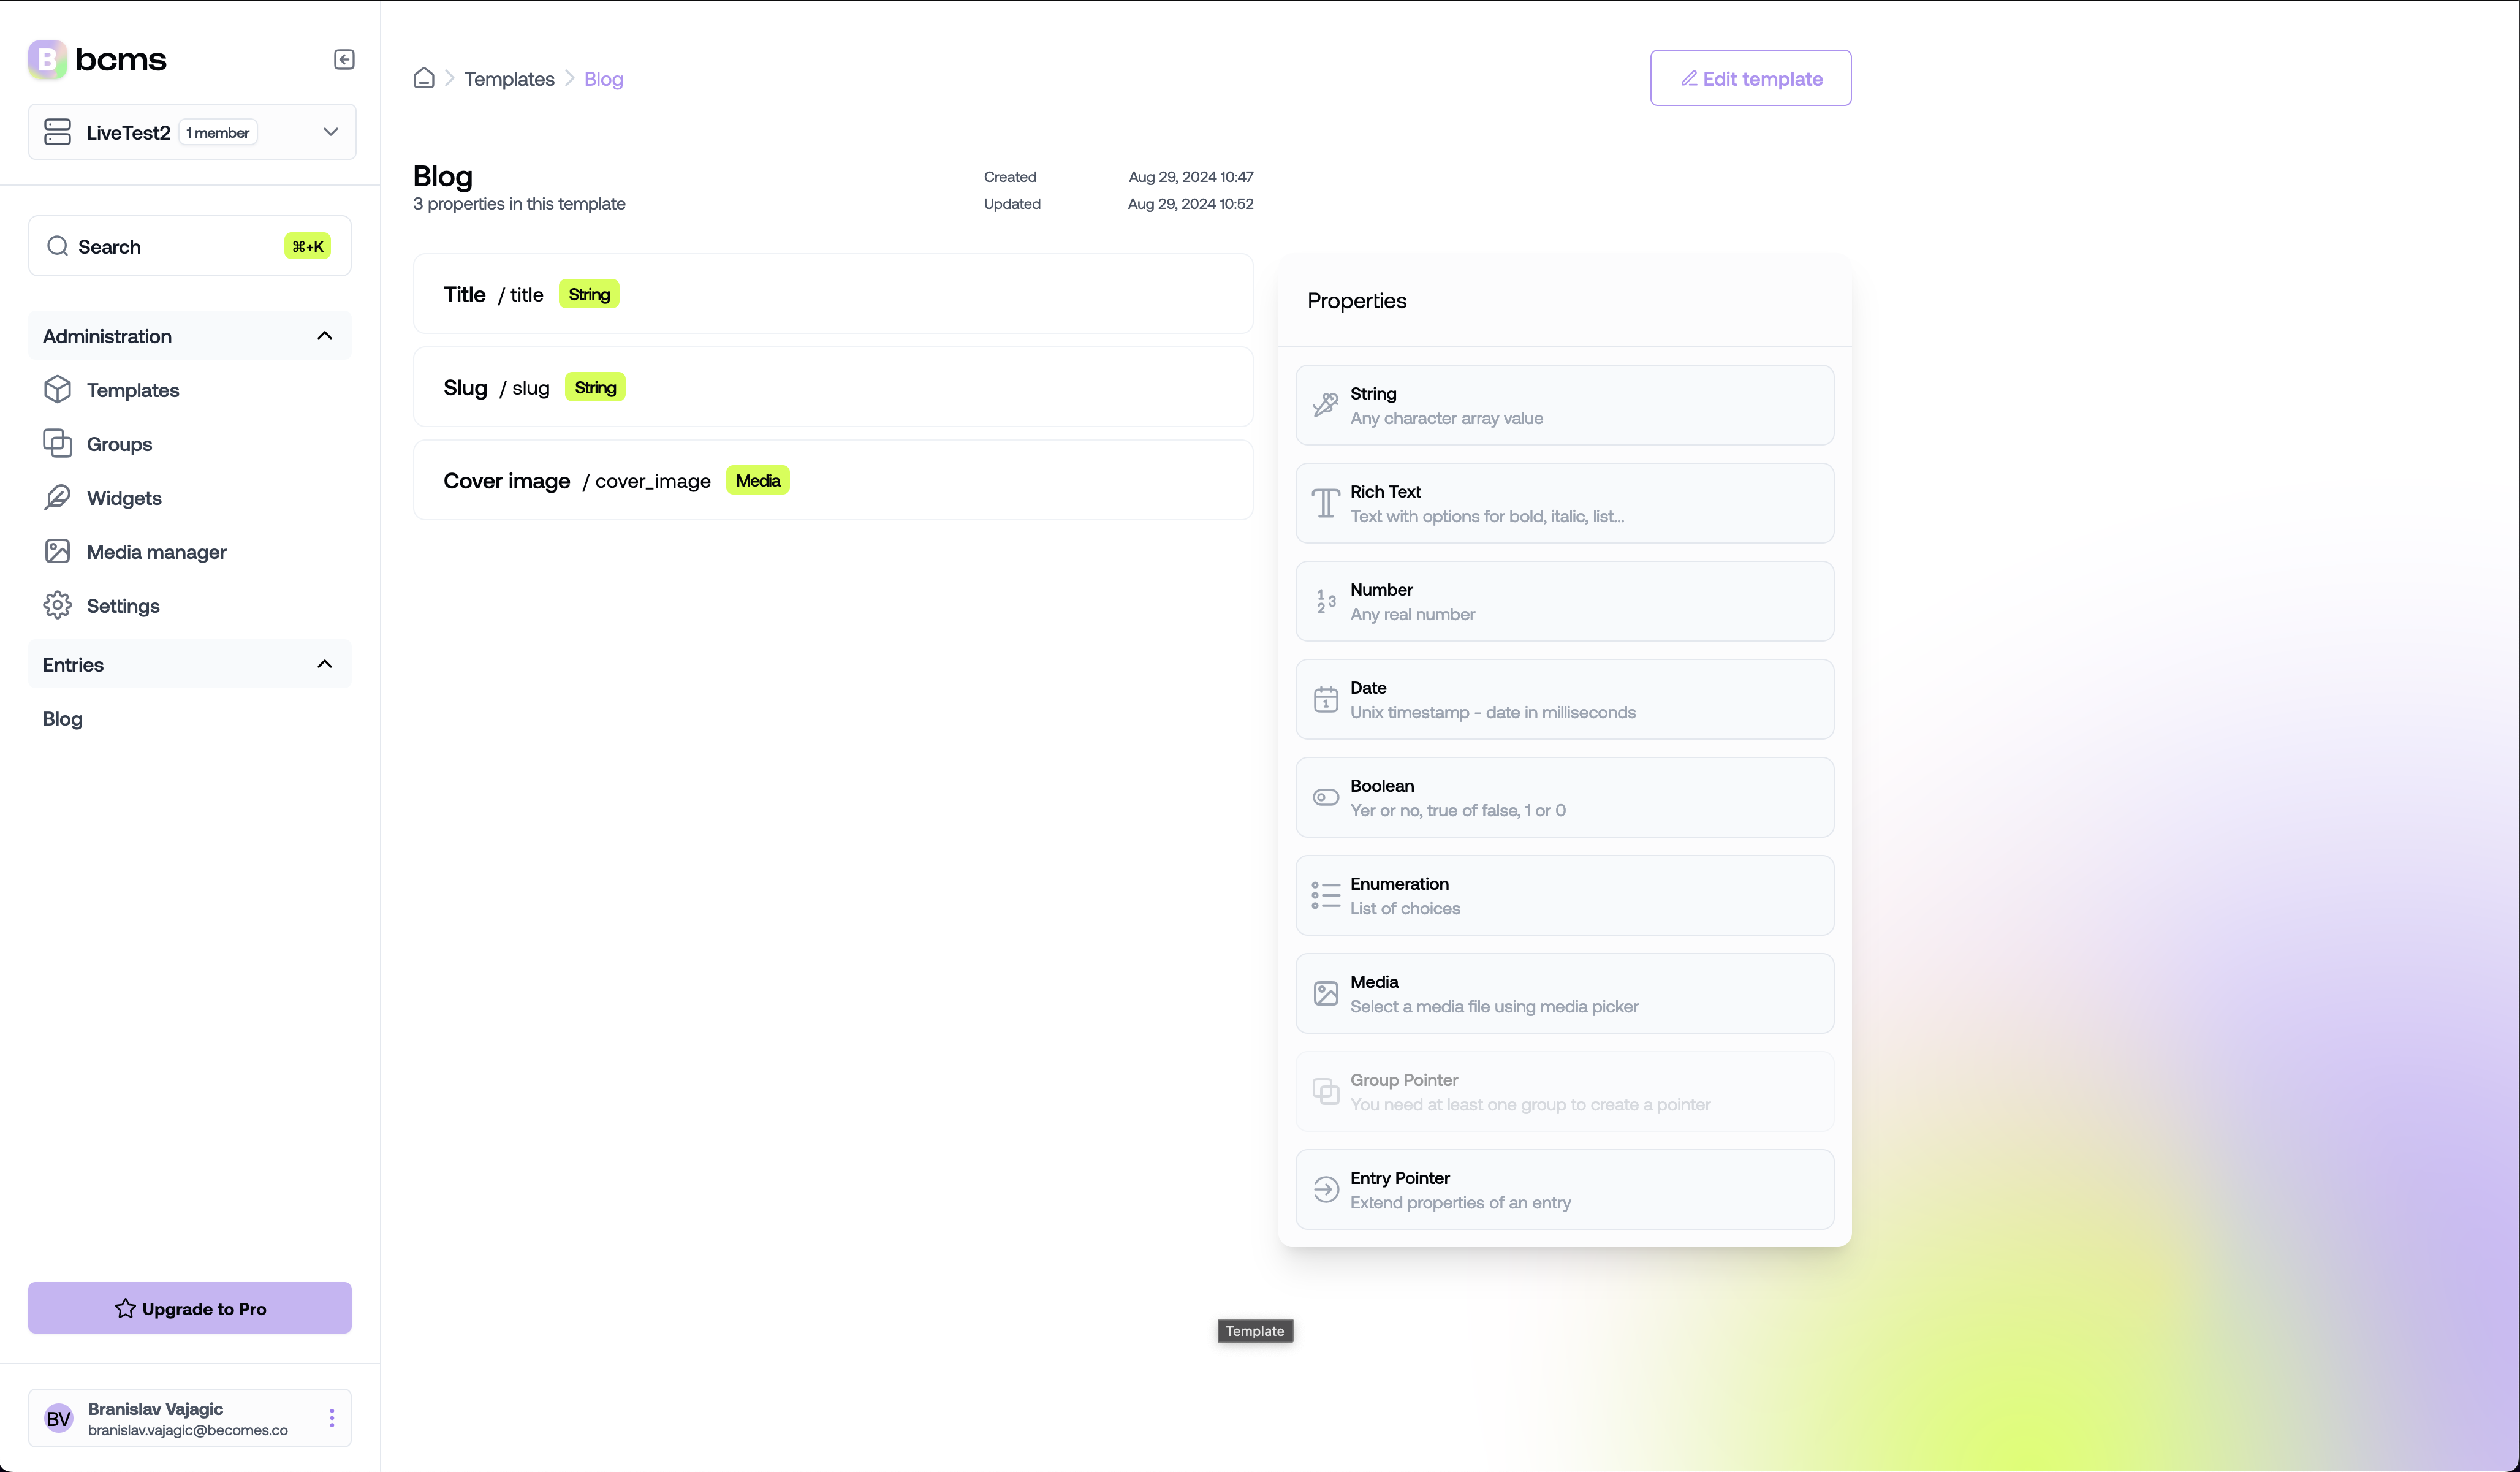 B bcms
LiveTest2 1 member
Search ⌘+K
Administration
Templates
Groups
Widgets
Media manager
Settings
Entries
Blog
Upgrade to Pro
BV Branislav Vajagic
branislav.vajagic@becomes.co
Templates Blog
Edit template
Blog
3 properties in this template
Created Aug 29, 2024 10:47
Updated Aug 29, 2024 10:52
Title / title String
Slug / slug String
Cover image / cover_image Media
Properties
String
Any character array value
Rich Text
Text with options for bold, italic, list...
Number
Any real number
Date
Unix timestamp - date in milliseconds
Boolean
Yer or no, true of false, 1 or 0
Enumeration
List of choices
Media
Select a media file using media picker
Group Pointer
You need at least one group to create a pointer
Entry Pointer
Extend properties of an entry
Template